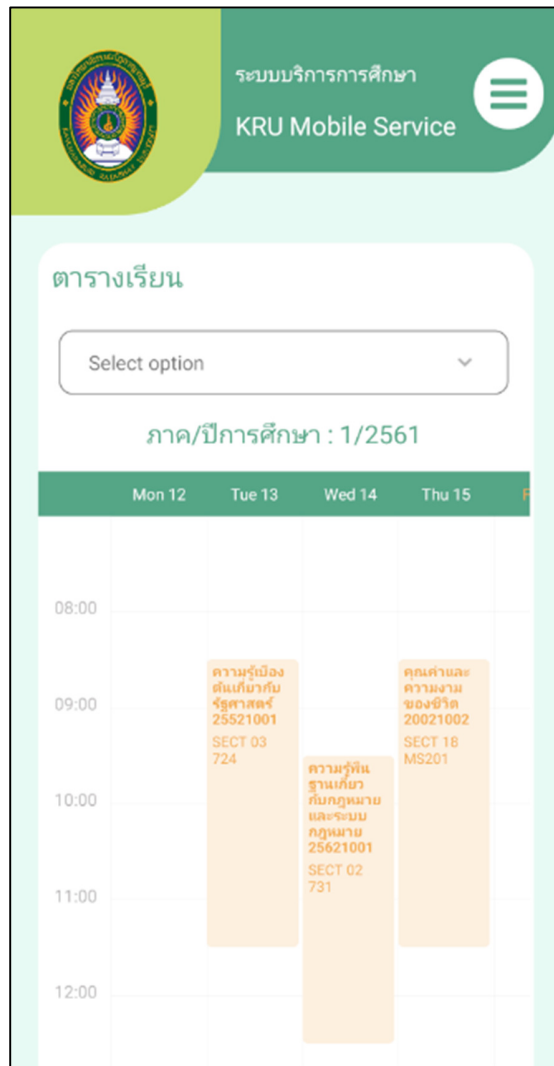 ระบบบริการการศึกษา
KRU Mobile Service
ตารางเรียน
Select option
ภาค/ปีการศึกษา : 1/2561
Mon 12 Tue 13 Wed 14 Thu 15 F
08:00
09:00
10:00
11:00
12:00
ความรู้เบื้อง
ต้นเกี่ยวกับ
รัฐศาสตร์
25521001
SECT 03
724
ความรู้พื้น
ฐานเกี่ยว
กับกฎหมาย
และระบบ
กฎหมาย
25621001
SECT 02
731
คุณค่าและ
ความงาม
ของชีวิต
20021002
SECT 18
MS201